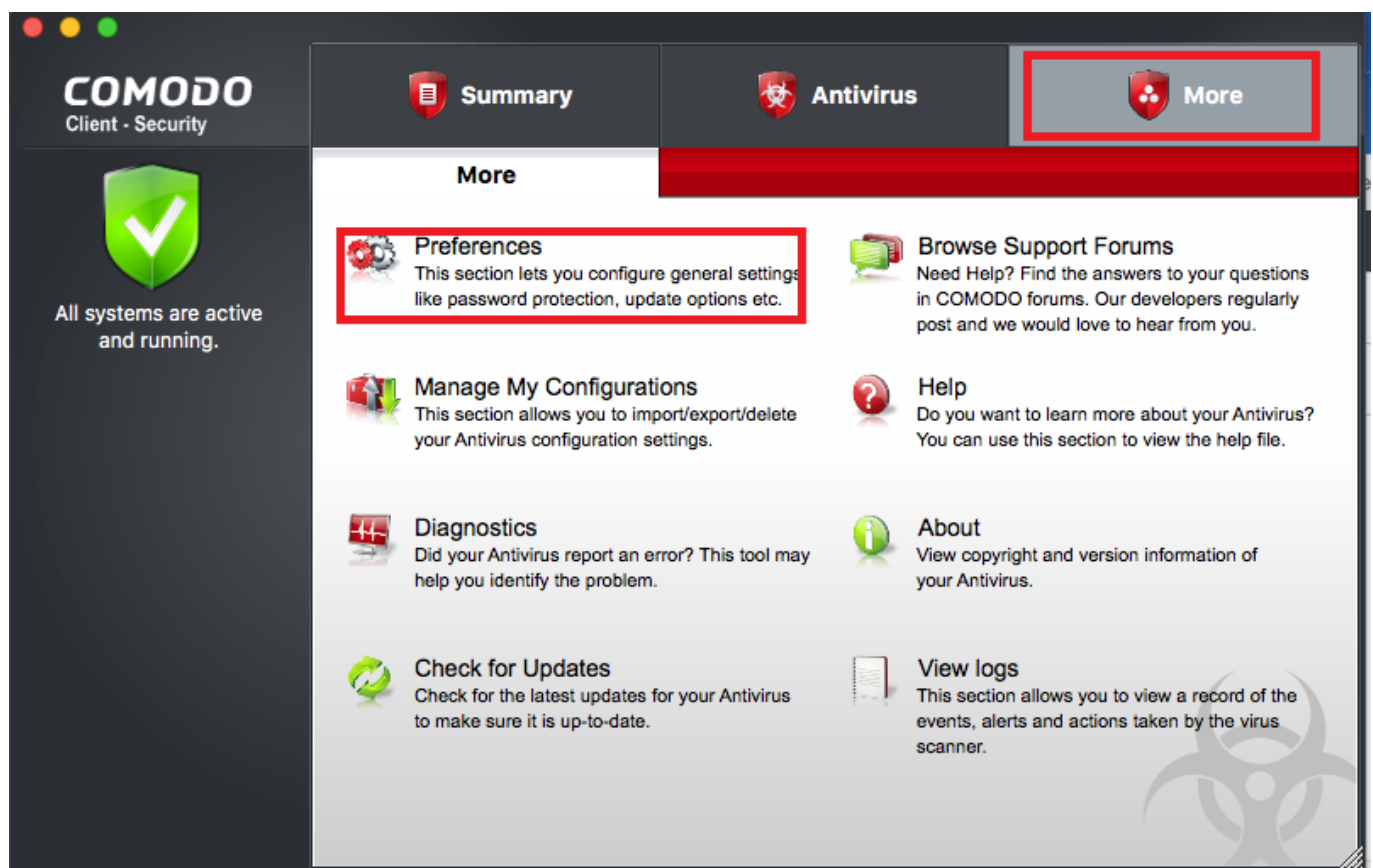 COMODO
Client - Security
Summary
Antivirus
More
All systems are active
and running.
More
Preferences
This section lets you configure general settings
like password protection, update options etc.
Browse Support Forums
Need Help? Find the answers to your questions
in COMODO forums. Our developers regularly
post and we would love to hear from you.
Manage My Configurations
This section allows you to import/export/delete
your Antivirus configuration settings.
Help
Do you want to learn more about your Antivirus?
You can use this section to view the help file.
Diagnostics
Did your Antivirus report an error? This tool may
help you identify the problem.
About
View copyright and version information of
your Antivirus.
Check for Updates
Check for the latest updates for your Antivirus
to make sure it is up-to-date.
View logs
This section allows you to view a record of the
events, alerts and actions taken by the virus
scanner.